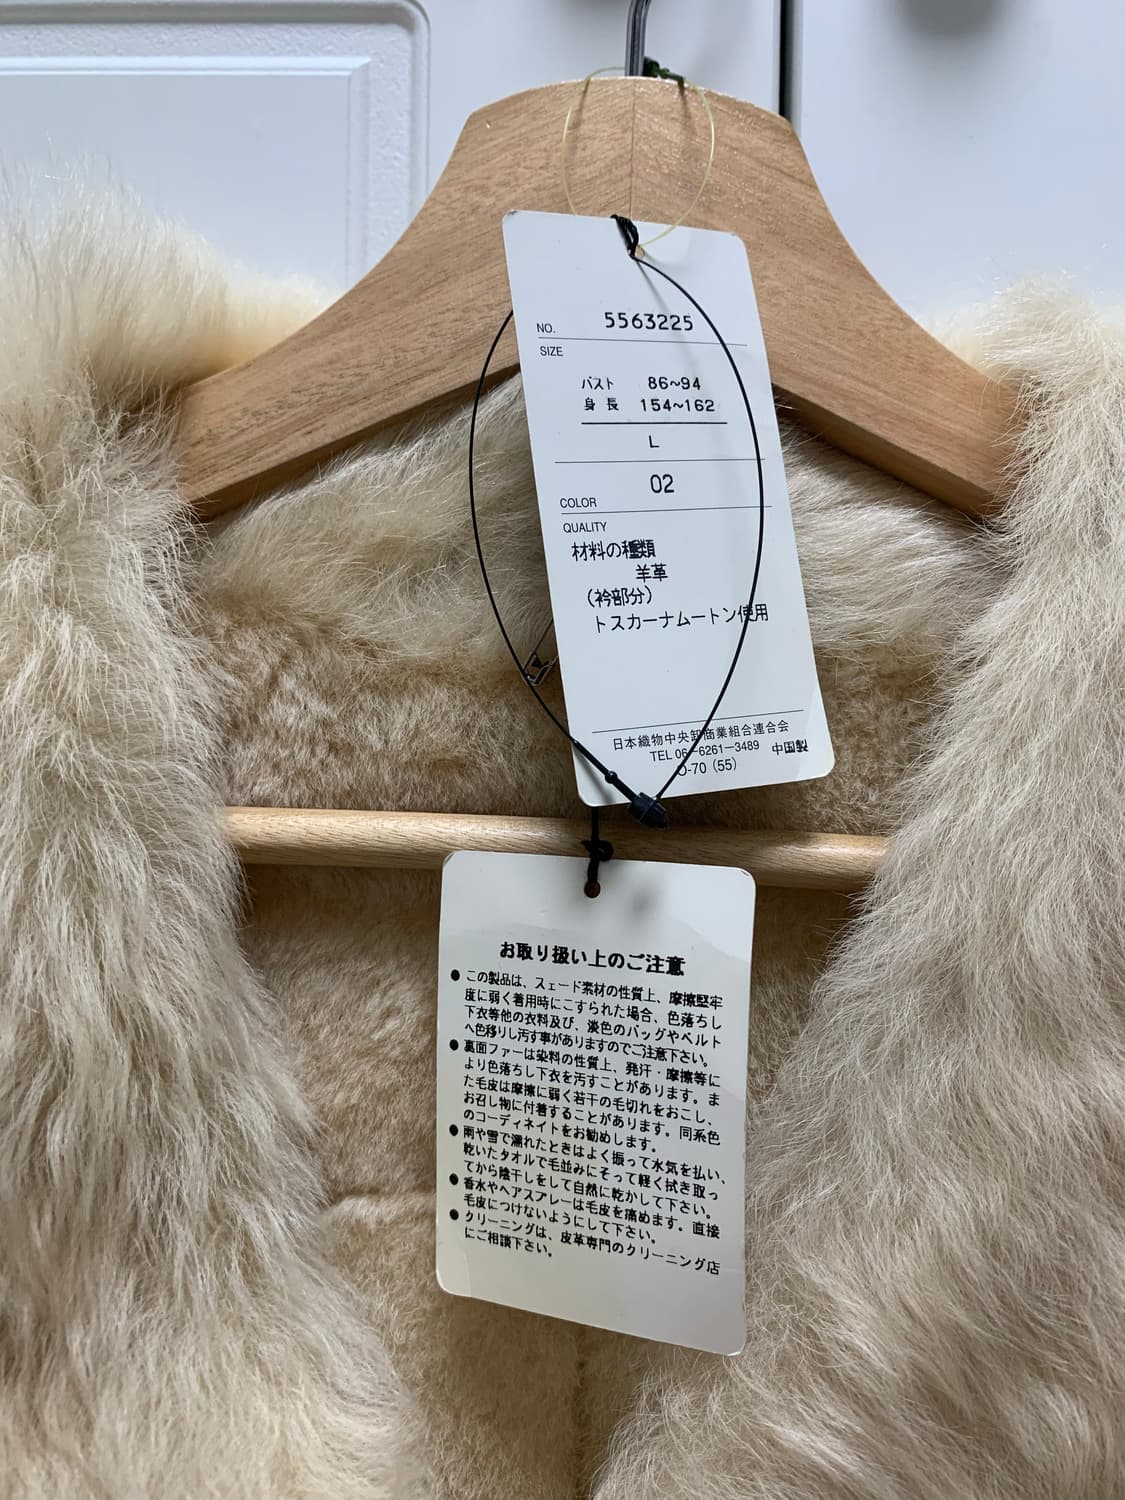 NO. 5563225
SIZE
バスト 86~94
身長 154~162
L
02
COLOR
QUALITY
材料の種類
羊革
(衿部分)
トスカーナムートン使用
日本織物中央卸商業組合連合会
TEL 06-6261-3489 中国製
O-70 (55)
お取り扱い上のご注意
● この製品は、スエード素材の性質上、摩擦堅牢
度に弱く着用時にこすられた場合、色落ちし
下衣等他の衣料及び、淡色のバッグやベルト
へ色移りし汚す事がありますのでご注意下さい。
● 裏面ファーは染料の性質上、発汗・摩擦等に
より色落ちし下衣を汚すことがあります。ま
た毛皮は摩擦に弱く若干の毛切れをおこし、
お召し物に付着することがあります。同系色
のコーディネイトをお勧めします。
● 雨や雪で濡れたときはよく振って水気を払い、
乾いたタオルで毛並みにそって軽く拭き取っ
てから陰干しをして自然に乾かして下さい。
● 香水やヘアスプレーは毛皮を痛めます。直接
毛皮につけないようにして下さい。
● クリーニングは、皮革専門のクリーニング店
にご相談下さい。